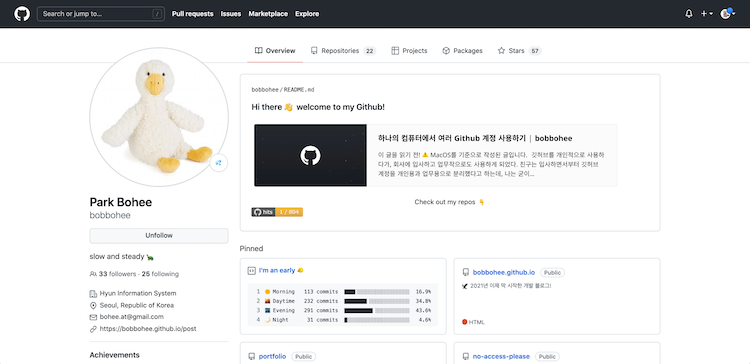 Search or jump to...
/
Pull requests
Issues
Marketplace
Explore
Overview
Repositories 22
Projects
Packages
Stars 57
Park Bohee
bobbohee
Unfollow
slow and steady 🐢
33 followers · 25 following
Hyun Information System
Seoul, Republic of Korea
bohee.at@gmail.com
https://bobbohee.github.io/post
Achievements
bobbohee/README.md
Hi there 👋 welcome to my Github!
하나의 컴퓨터에서 여러 Github 계정 사용하기 | bobbohee
이 글을 읽기 전! ⚠️ MacOS를 기준으로 작성된 글입니다. 깃허브를 개인적으로 사용하
다가, 회사에 입사하고 업무작으로도 사용하게 되었다. 친구는 입사하면서부터 깃허브
계정을 개인용과 업무용으로 분리했다고 하는데, 나는 굳이...
Check out my repos 👇
hits 1 / 904
Pinned
I'm an early 🐤
1 🌞 Morning 113 commits 16.9%
2 🌆 Daytime 232 commits 34.8%
3 🌃 Evening 291 commits 43.6%
4 🌙 Night 31 commits 4.6%
bobbohee.github.io Public
🚀 2021년 이제 막 시작한 개발 블로그!
HTML
portfolio Public
no-access-please Public